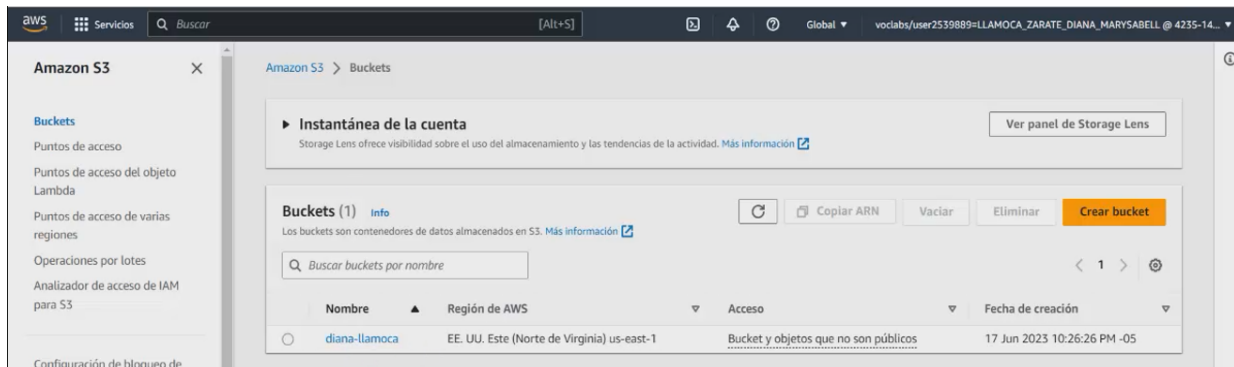 aws
Servicios
Buscar
[Alt+S]
Global
voclabs/user2539889=LLAMOCA_ZARATE_DIANA_MARYSABELL @ 4235-14...
Amazon S3
Buckets
Puntos de acceso
Puntos de acceso del objeto
Lambda
Puntos de acceso de varias
regiones
Operaciones por lotes
Analizador de acceso de IAM
para S3
Configuración de bloqueo de
Amazon S3 > Buckets
Instantánea de la cuenta
Storage Lens ofrece visibilidad sobre el uso del almacenamiento y las tendencias de la actividad. Más información
Ver panel de Storage Lens
Buckets (1) Info
Los buckets son contenedores de datos almacenados en S3. Más información
Copiar ARN
Vaciar
Eliminar
Crear bucket
Buscar buckets por nombre
< 1 >
Nombre Región de AWS Acceso Fecha de creación
diana-llamoca EE. UU. Este (Norte de Virginia) us-east-1 Bucket y objetos que no son públicos 17 Jun 2023 10:26:26 PM -05